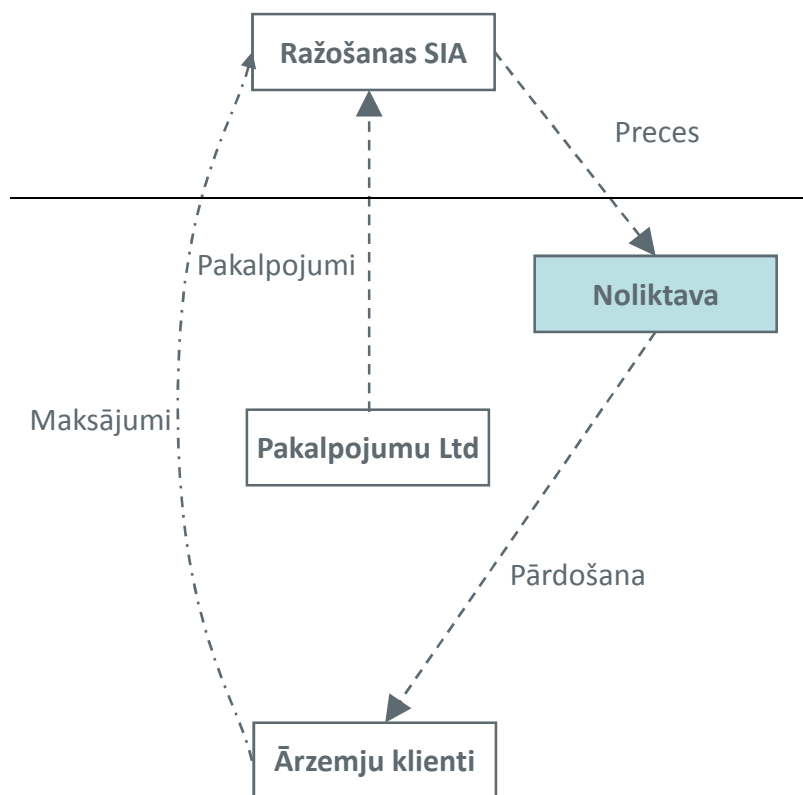 Ražošanas SIA
Preces
Pakalpojumi
Noliktava
Maksājumi
Pakalpojumu Ltd
Pārdošana
Ārzemju klienti